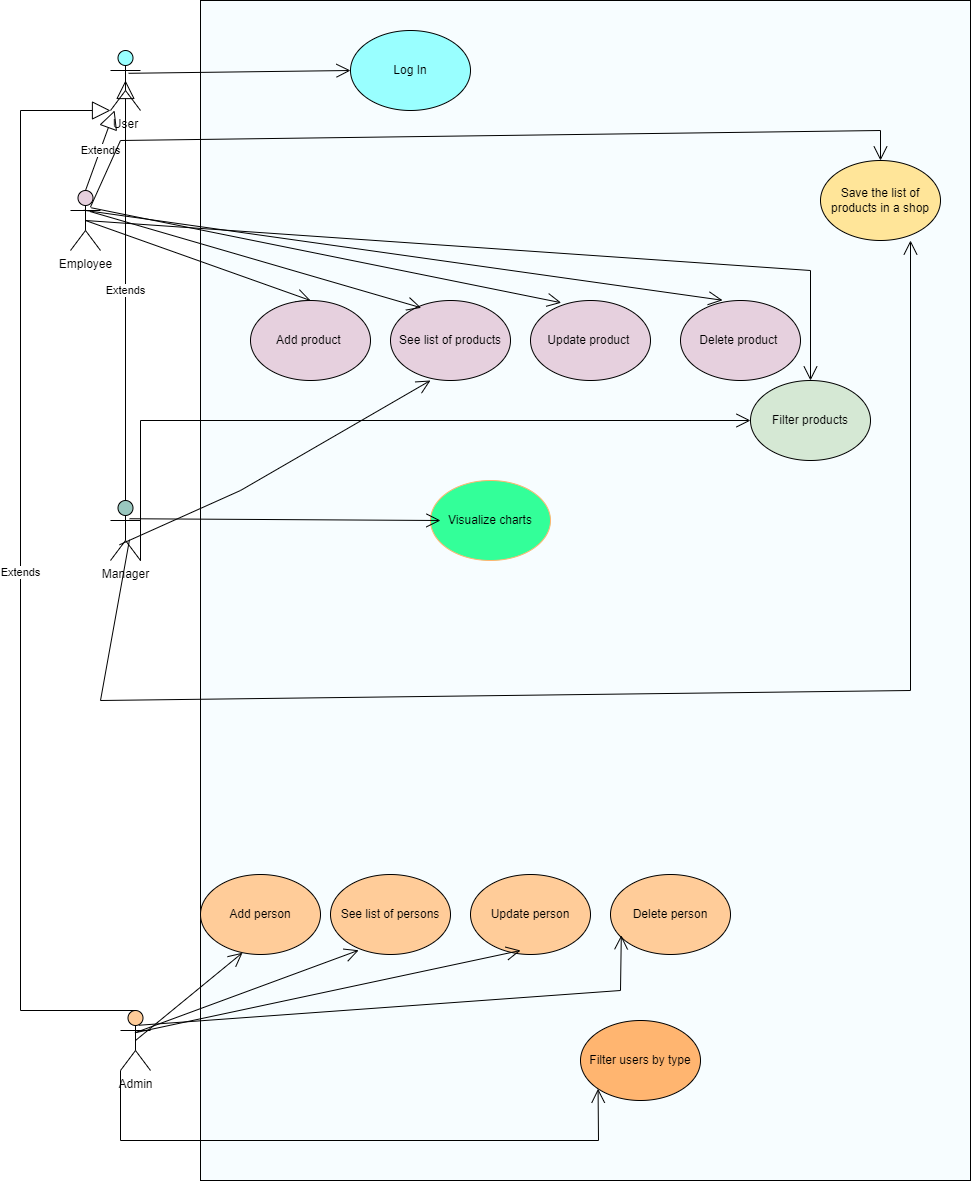 Log In
User
Extends
Save the list of
products in a shop
Employee
Extends
Add product
See list of products
Update product
Delete product
Filter products
Visualize charts
Manager
Extends
Add person
See list of persons
Update person
Delete person
Filter users by type
Admin